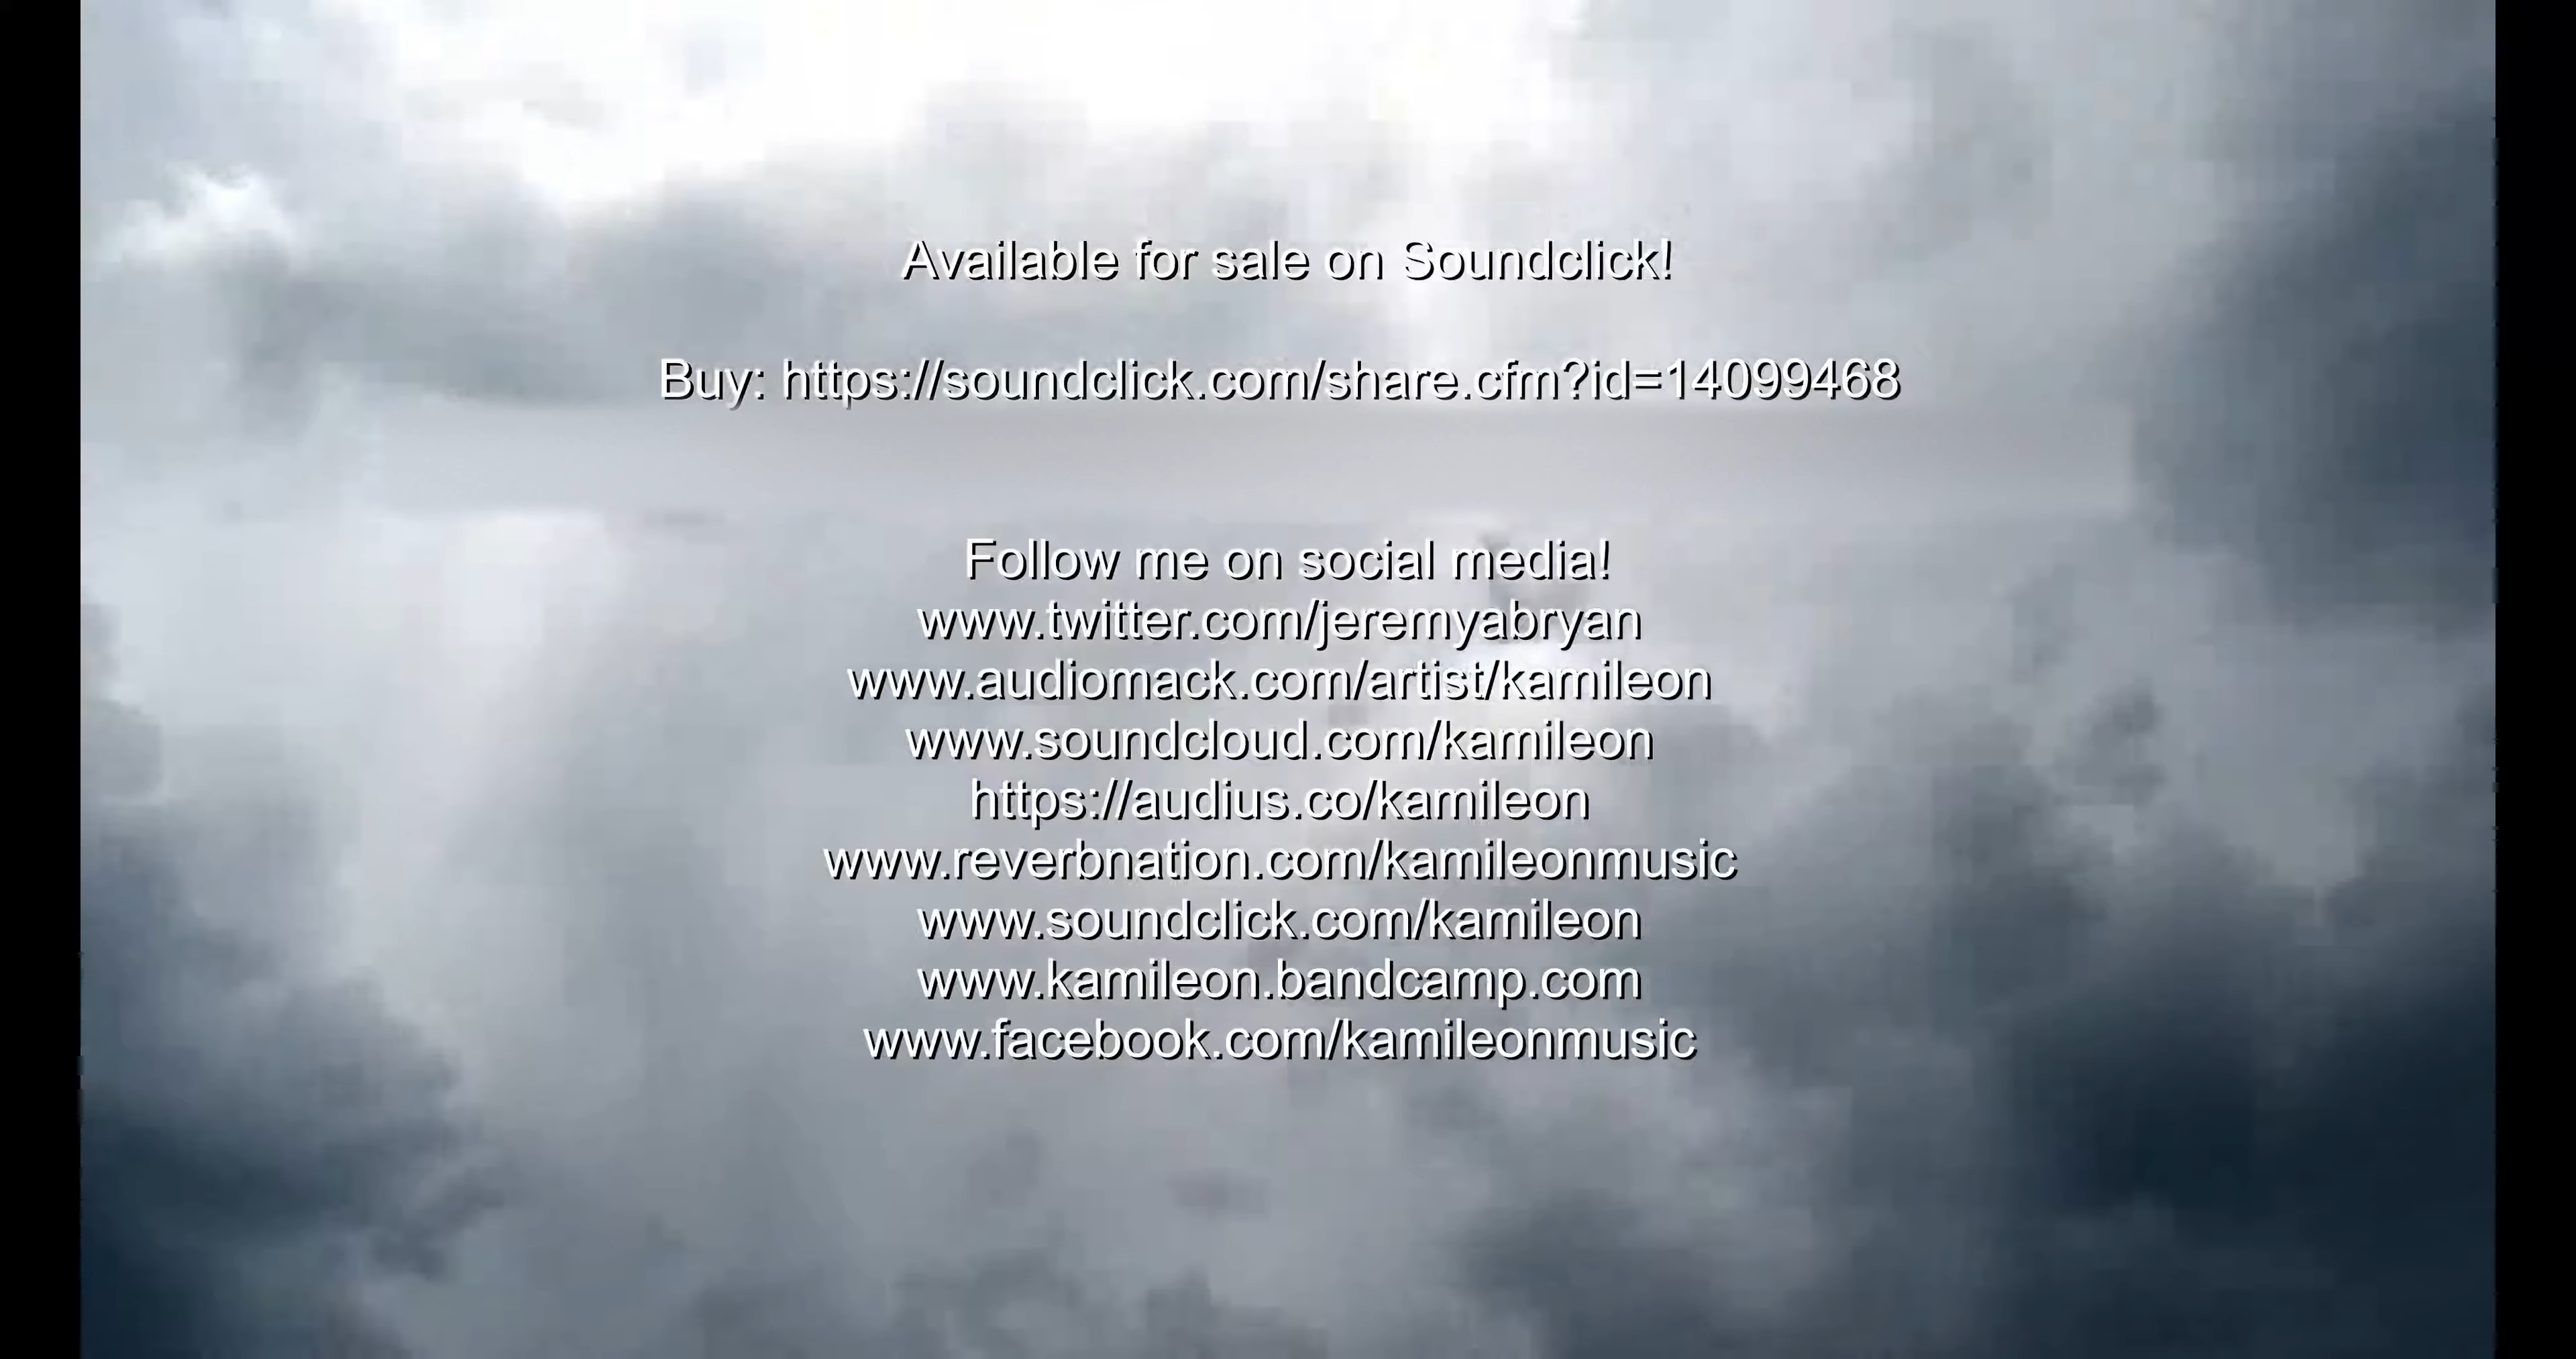 Available for sale on Soundclick!
Buy: https://soundclick.com/share.cfm?id=14099468
Follow me on social media!
www.twitter.com/jeremyabryan
www.audiomack.com/artist/kamileon
www.soundcloud.com/kamileon
https://audius.co/kamileon
www.reverbnation.com/kamileonmusic
www.soundclick.com/kamileon
www.kamileon.bandcamp.com
www.facebook.com/kamileonmusic